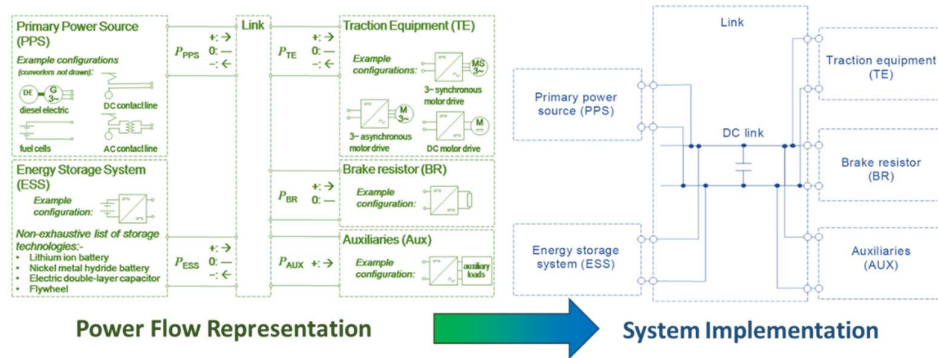 Primary Power Source
(PPS)
Example configurations
(converters not drawn):
DE
G
3~
diesel electric
DC contact line
fuel cells
AC contact line
Energy Storage System
(ESS)
Example
configuration:
Non-exhaustive list of storage
technologies:-
• Lithium ion battery
• Nickel metal hydride battery
• Electric double-layer capacitor
• Flywheel
PPPS
+: →
0: —
−: ←
PESS
+: →
0: —
−: ←
Link
PTE
+: →
0: —
−: ←
PBR
+: →
0: —
PAUX
+: →
Traction Equipment (TE)
Example
configurations:
MS
3~
3~ synchronous
motor drive
M
3~
3~ asynchronous
motor drive
M
DC motor drive
Brake resistor (BR)
Example
configuration:
Auxiliaries (Aux)
Example
configuration:
auxiliary
loads
Power Flow Representation
Link
Primary power
source (PPS)
DC link
Energy storage
system (ESS)
Traction equipment
(TE)
Brake resistor
(BR)
Auxiliaries
(AUX)
System Implementation